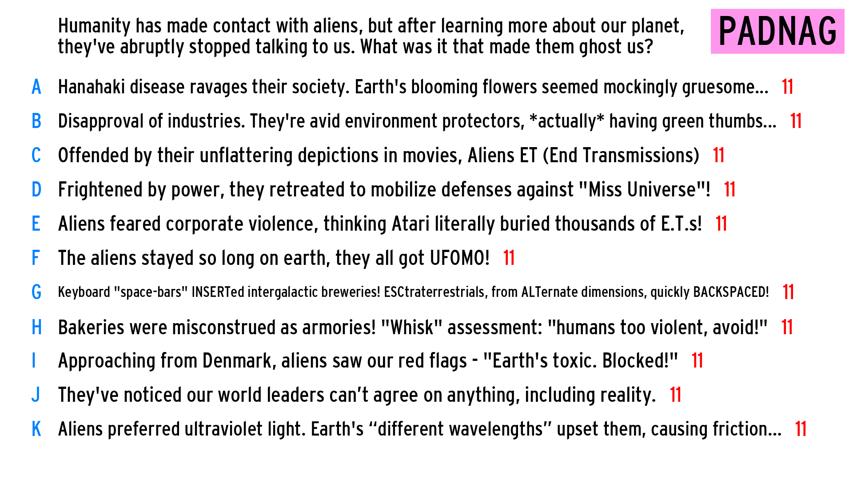 Humanity has made contact with aliens, but after learning more about our planet,
they've abruptly stopped talking to us. What was it that made them ghost us?
PADNAG
A Hanahaki disease ravages their society. Earth's blooming flowers seemed mockingly gruesome... 11
B Disapproval of industries. They're avid environment protectors, *actually* having green thumbs... 11
C Offended by their unflattering depictions in movies, Aliens ET (End Transmissions) 11
D Frightened by power, they retreated to mobilize defenses against "Miss Universe"! 11
E Aliens feared corporate violence, thinking Atari literally buried thousands of E.T.s! 11
F The aliens stayed so long on earth, they all got UFOMO! 11
G Keyboard "space-bars" INSERTed intergalactic breweries! ESCtraterrestrials, from ALTernate dimensions, quickly BACKSPACED! 11
H Bakeries were misconstrued as armories! "Whisk" assessment: "humans too violent, avoid!" 11
I Approaching from Denmark, aliens saw our red flags - "Earth's toxic. Blocked!" 11
J They've noticed our world leaders can’t agree on anything, including reality. 11
K Aliens preferred ultraviolet light. Earth's “different wavelengths” upset them, causing friction... 11